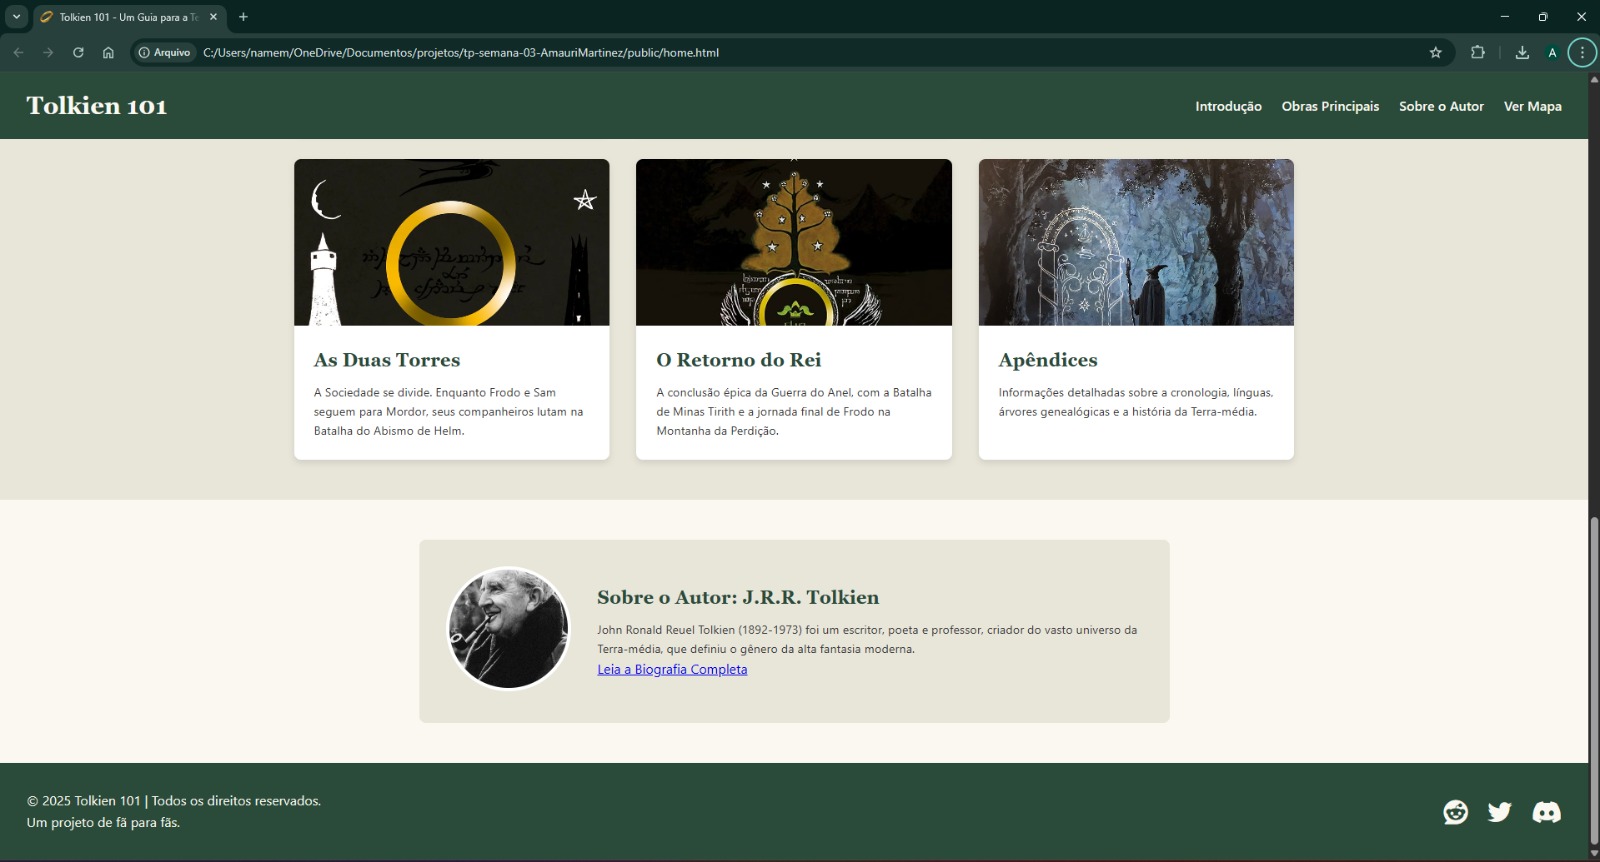 Tolkien 101 - Um Guia para a To
Arquivo
C:/Users/namem/OneDrive/Documentos/projetos/tp-semana-03-AmauriMartinez/public/home.html
A
Tolkien 101
Introdução
Obras Principais
Sobre o Autor
Ver Mapa
As Duas Torres
A Sociedade se divide. Enquanto Frodo e Sam
seguem para Mordor, seus companheiros lutam na
Batalha do Abismo de Helm.
O Retorno do Rei
A conclusão épica da Guerra do Anel, com a Batalha
de Minas Tirith e a jornada final de Frodo na
Montanha da Perdição.
Apêndices
Informações detalhadas sobre a cronologia, línguas,
árvores genealógicas e a história da Terra-média.
Sobre o Autor: J.R.R. Tolkien
John Ronald Reuel Tolkien (1892-1973) foi um escritor, poeta e professor, criador do vasto universo da
Terra-média, que definiu o gênero da alta fantasia moderna.
Leia a Biografia Completa
© 2025 Tolkien 101 | Todos os direitos reservados.
Um projeto de fã para fãs.